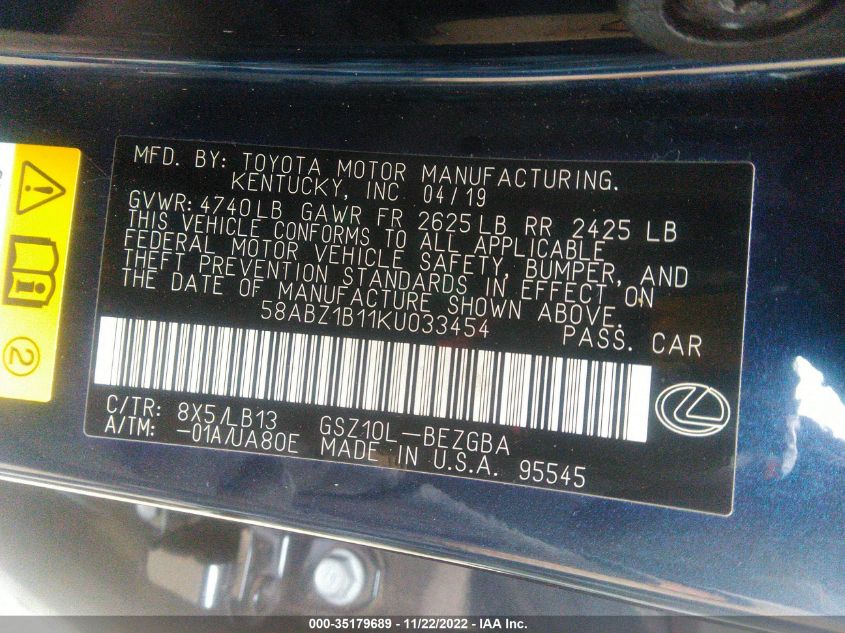 MFD. BY: TOYOTA MOTOR MANUFACTURING.
KENTUCKY, INC 04/19
GVWR: 4740LB GAWR FR 2625 LB RR 2425 LB
THIS VEHICLE CONFORMS TO ALL APPLICABLE
FEDERAL MOTOR VEHICLE SAFETY, BUMPER, AND
THEFT PREVENTION STANDARDS IN EFFECT ON
THE DATE OF MANUFACTURE SHOWN ABOVE.
58ABZ1B11KU033454 PASS. CAR
C/TR: 8X5/LB13 GSZ10L-BEZGBA
A/TM: -01A/UA80E MADE IN U.S.A. 95545
2
000-35179689 - 11/22/2022 - IAA Inc.